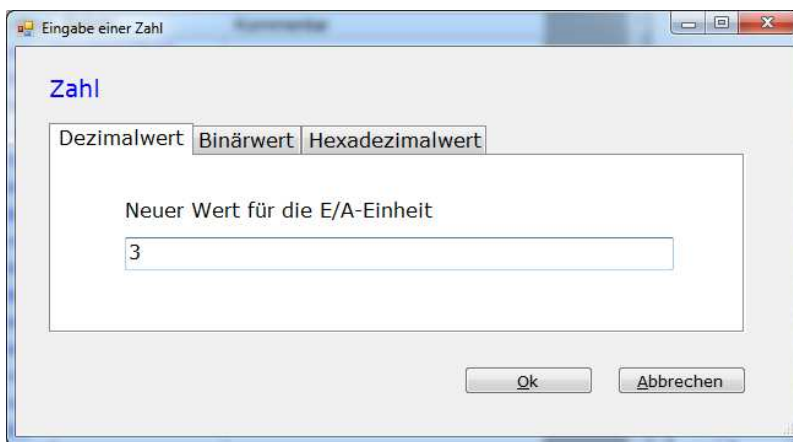 Eingabe einer Zahl
Zahl
Dezimalwert Binärwert Hexadezimalwert
Neuer Wert für die E/A-Einheit
3
Ok Abbrechen